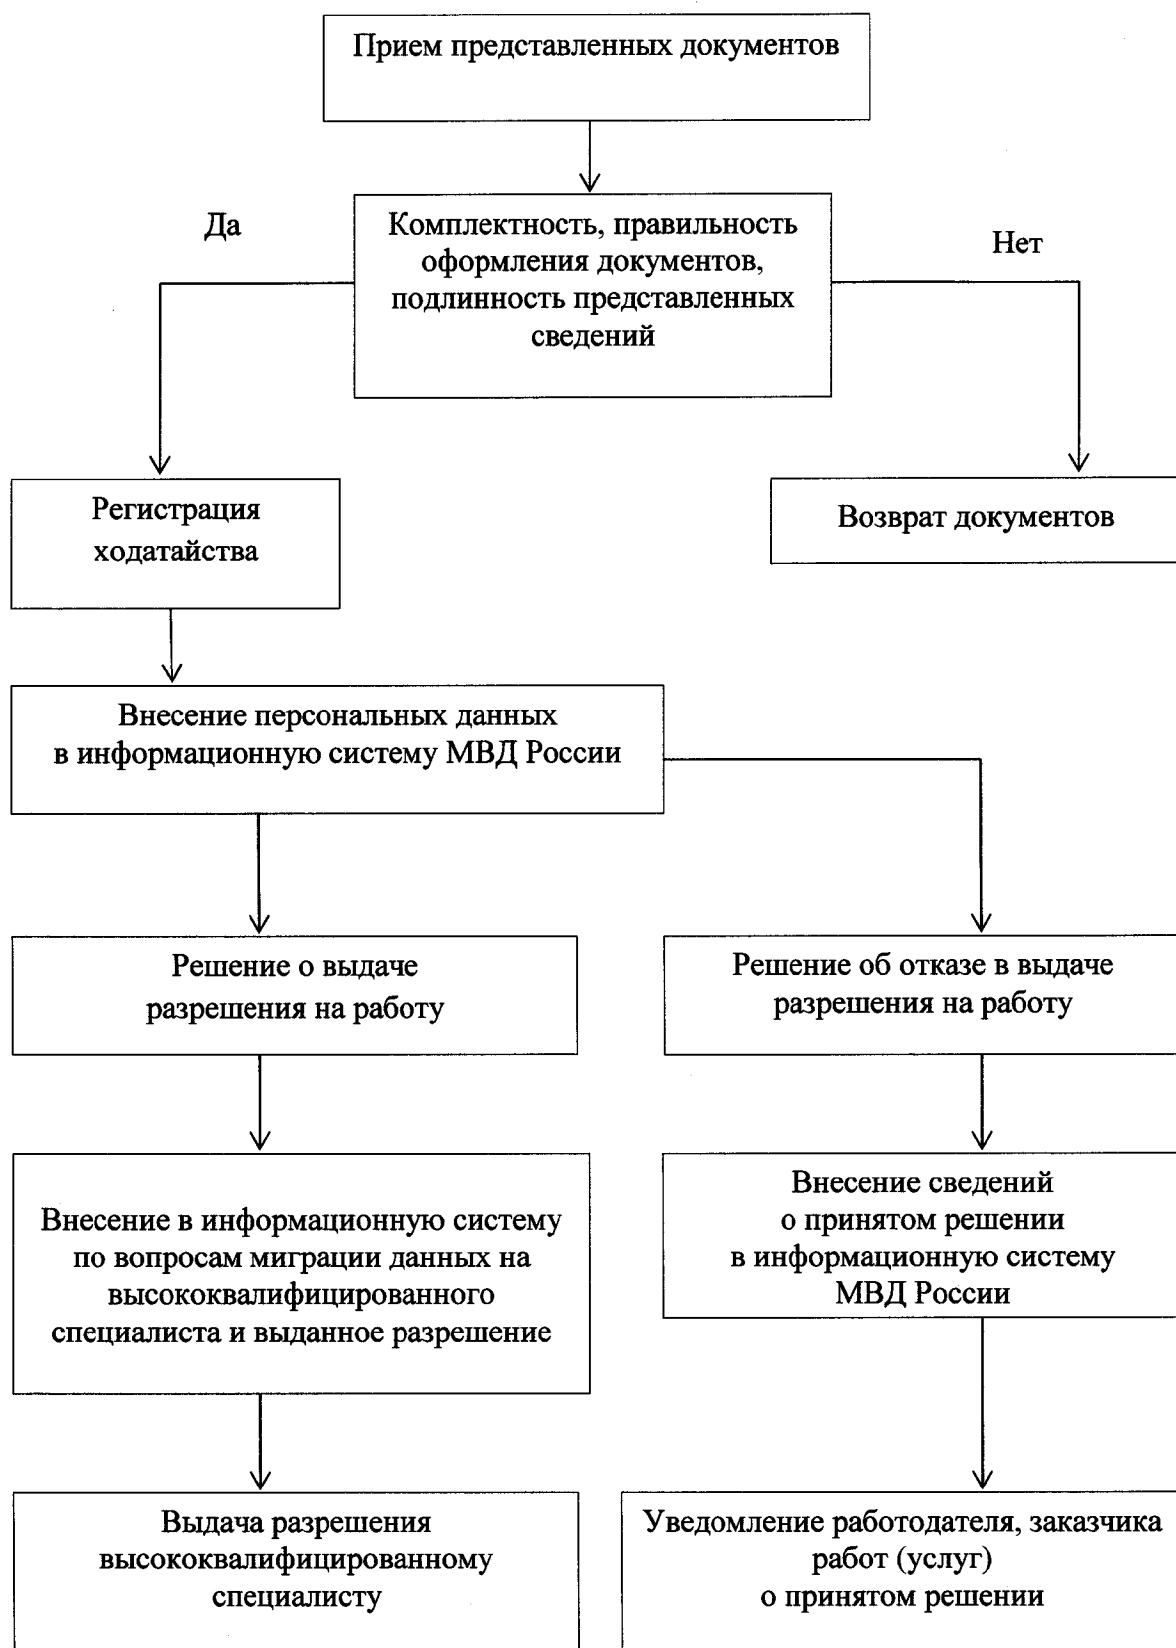 Прием представленных документов
Да
Комплектность, правильность
оформления документов,
подлинность представленных
сведений
Нет
Регистрация
ходатайства
Возврат документов
Внесение персональных данных
в информационную систему МВД России
Решение о выдаче
разрешения на работу
Решение об отказе в выдаче
разрешения на работу
Внесение в информационную систему
по вопросам миграции данных на
высококвалифицированного
специалиста и выданное разрешение
Внесение сведений
о принятом решении
в информационную систему
МВД России
Выдача разрешения
высококвалифицированному
специалисту
Уведомление работодателя, заказчика
работ (услуг)
о принятом решении